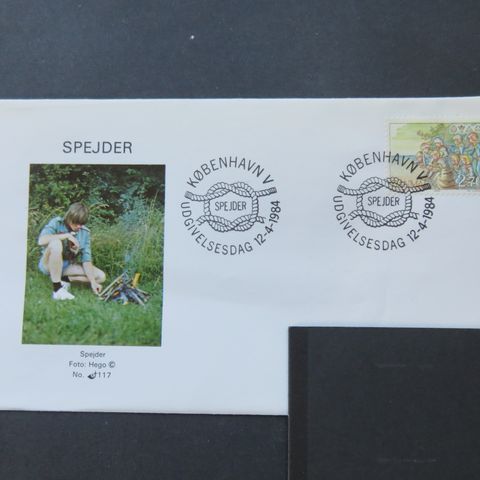 SPEJDER
Spejder
Foto: Hego ©
No. 117
KØBENHAVN V
SPEJDER
UDGIVELSESDAG 12-4-1984
KØBENHAVN V
SPEJDER
UDGIVELSESDAG 12-4-1984